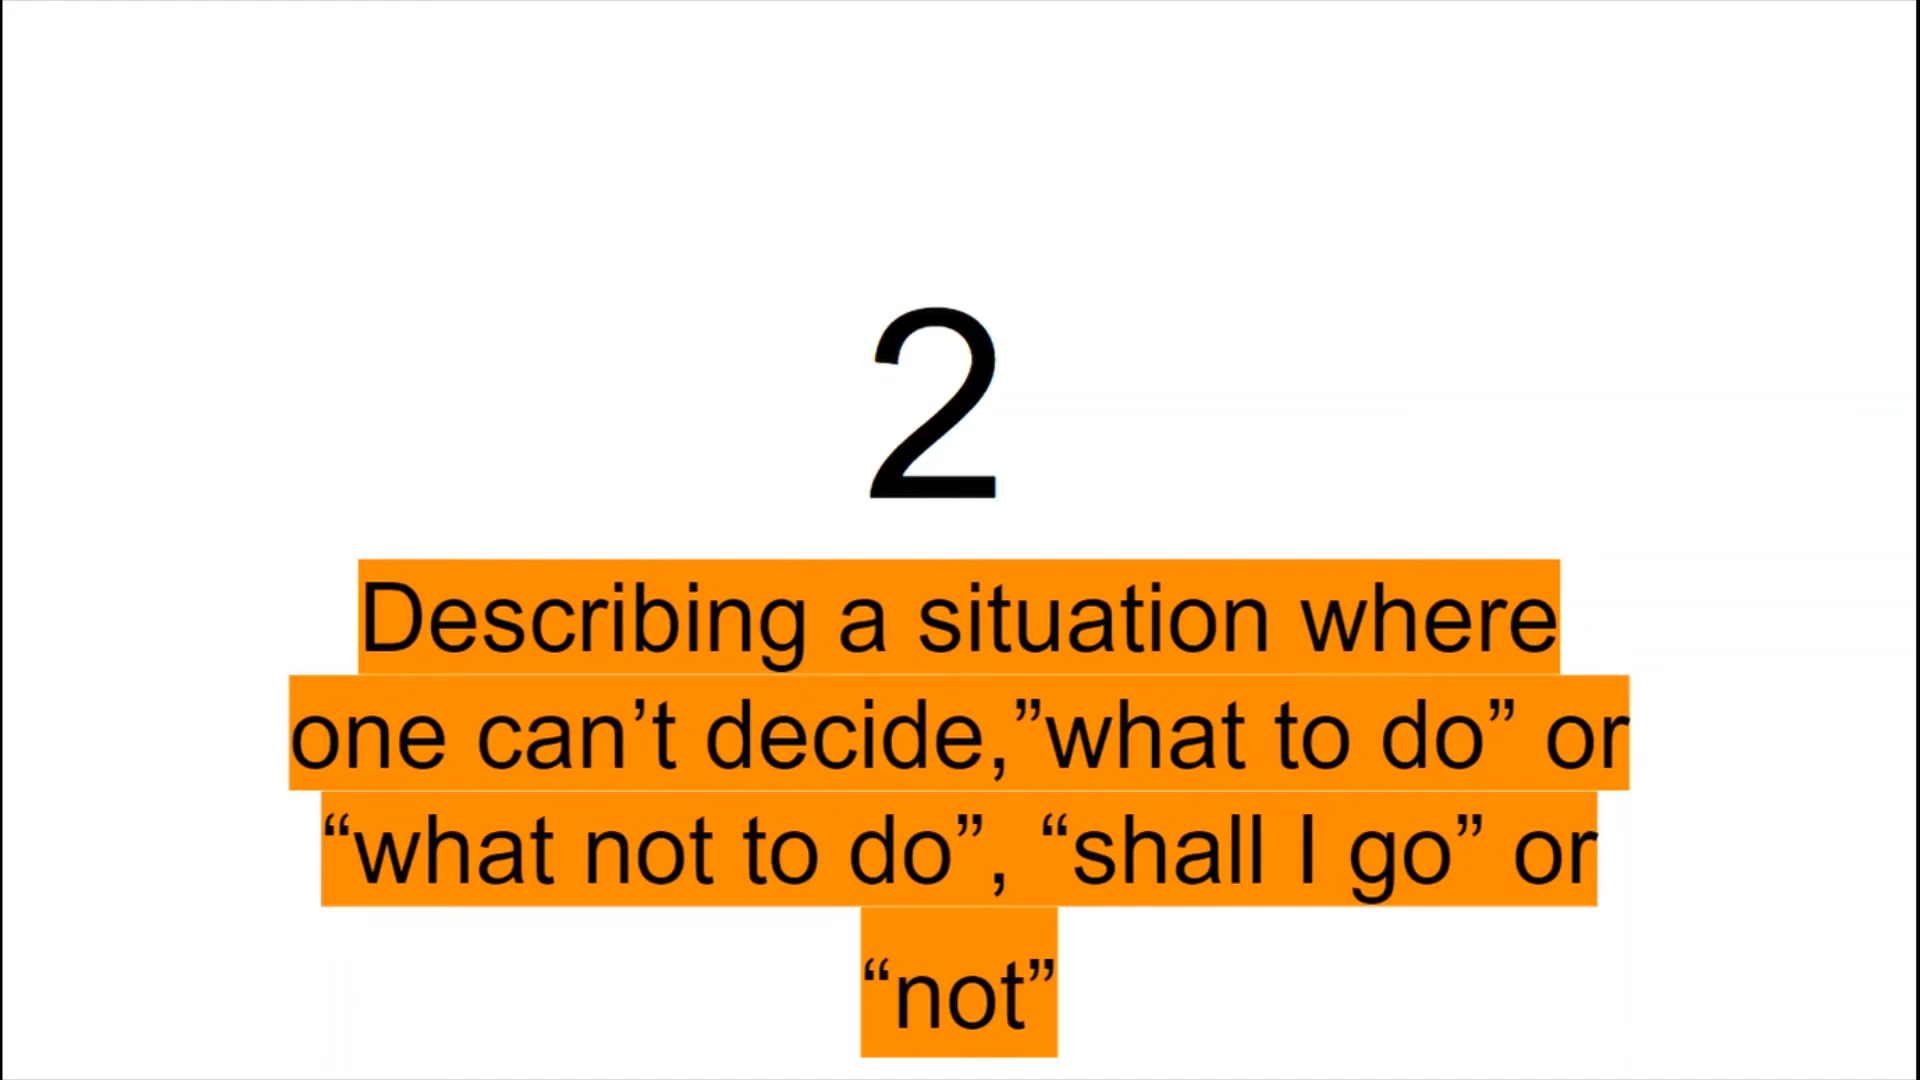 2
Describing a situation where
one can’t decide,”what to do” or
“what not to do”, “shall I go” or
“not”